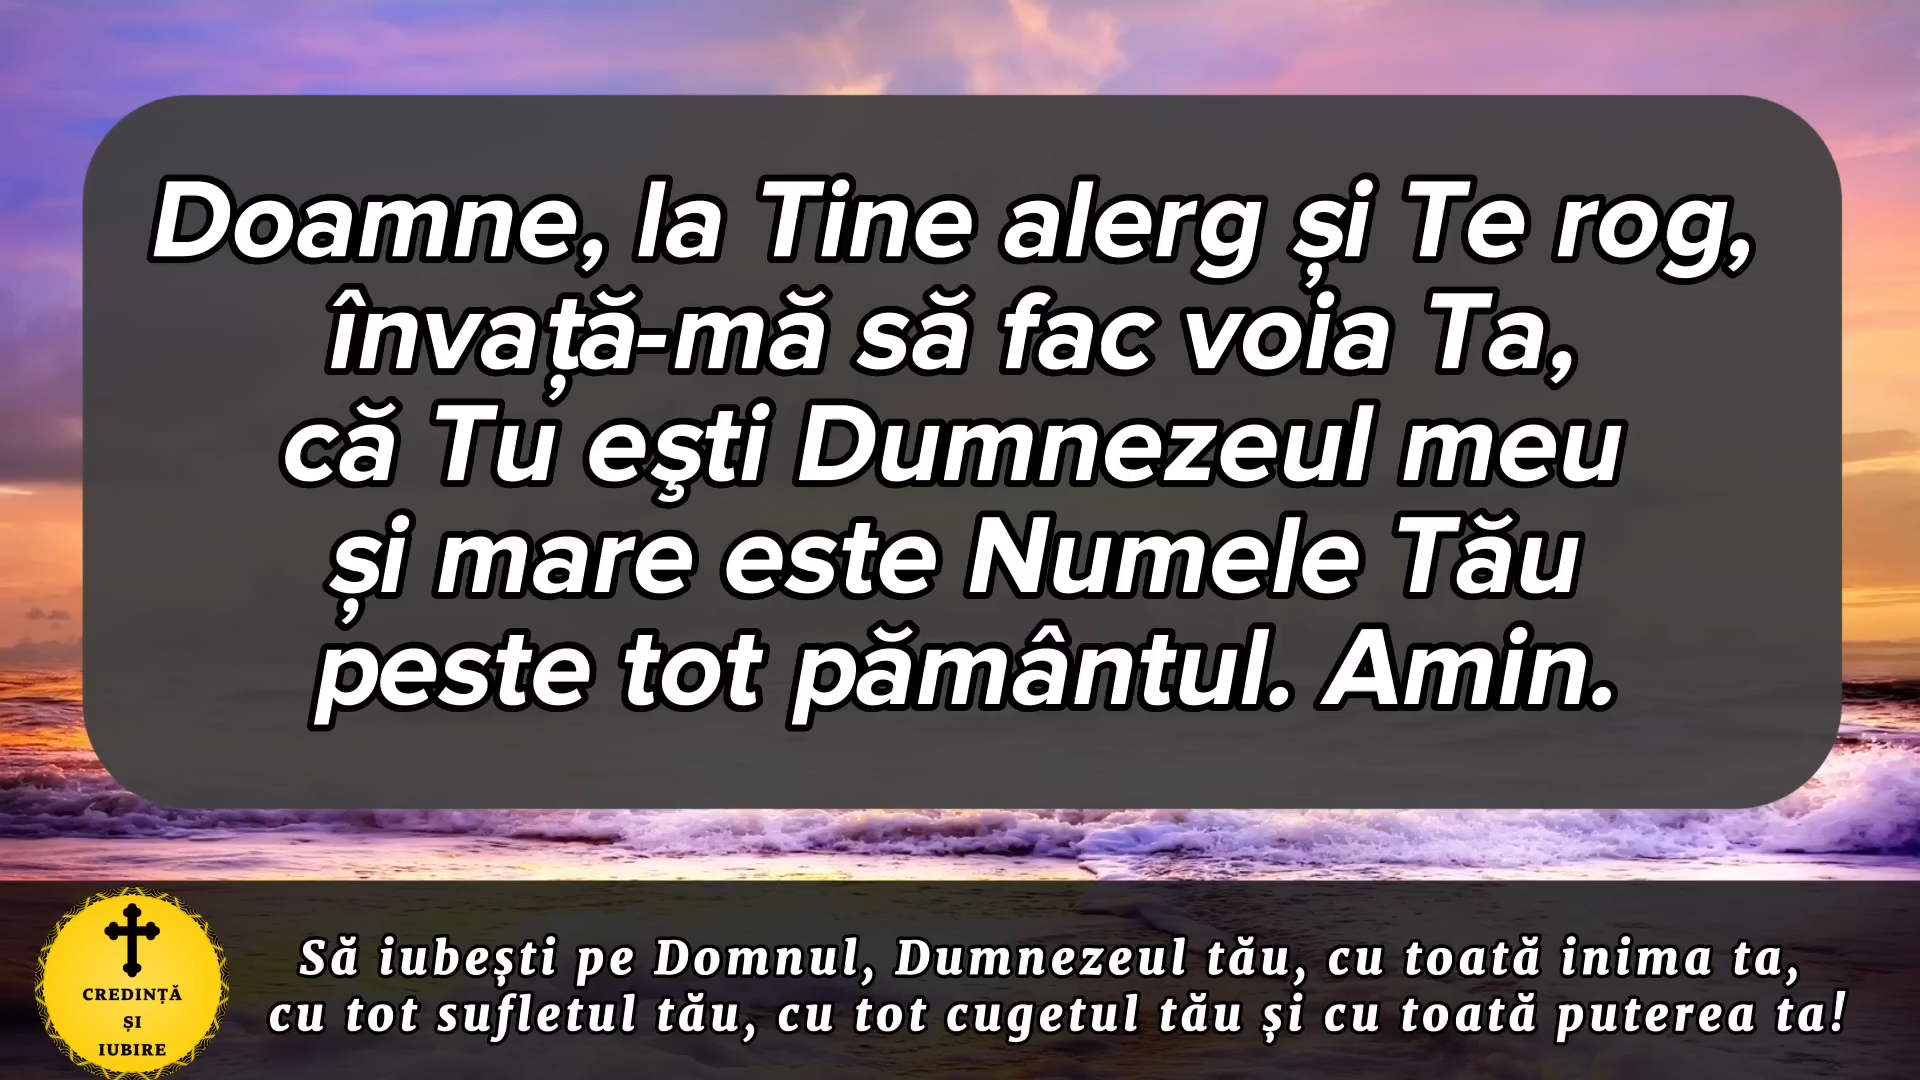 Doamne, la Tine alerg și Te rog,
învață-mă să fac voia Ta,
că Tu eşti Dumnezeul meu
și mare este Numele Tău
peste tot pământul. Amin.
CREDINȚĂ
ȘI
IUBIRE
Să iubești pe Domnul, Dumnezeul tău, cu toată inima ta,
cu tot sufletul tău, cu tot cugetul tău și cu toată puterea ta!